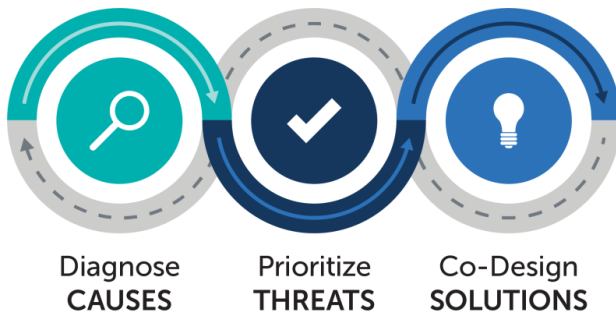 Diagnose
CAUSES
Prioritize
THREATS
Co-Design
SOLUTIONS